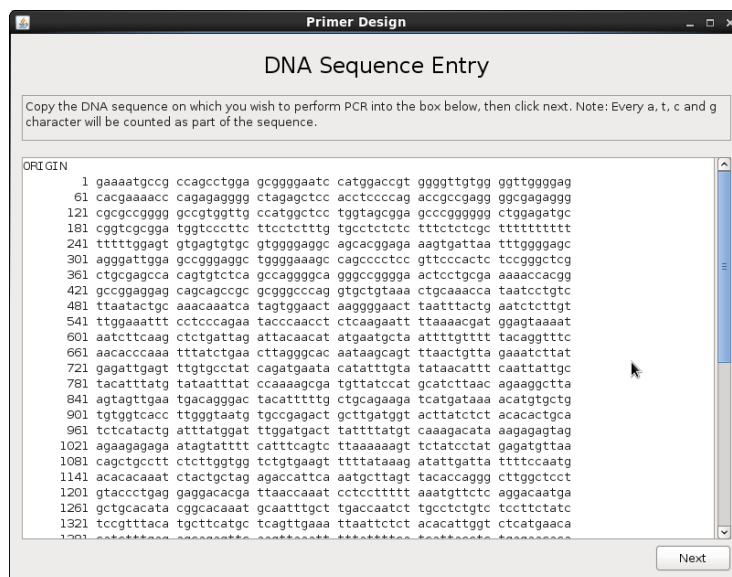 Primer Design
DNA Sequence Entry
Copy the DNA sequence on which you wish to perform PCR into the box below, then click next. Note: Every a, t, c and g
character will be counted as part of the sequence.
ORIGIN
1 gaaaatgccg ccagcctgga gcggggaatc catggaccgt ggggttgtgg ggttggggag
61 cacgaaaacc cagagagggg ctagagctcc acctccccag accgccgagg gggcgagaggg
121 cgcgccgggg gccgtggttg ccatggctcc tggtagcgga gcccgggggg ctggagatgc
181 cggtcgcgga tggtcccttc ttcctctttg tgcctctctc tttctctcgc tttttttttt
241 tttttggagt gtgagtgtgc gtggggaggc agcacggaga aagtgattaa tttggggagc
301 agggattgga gccgggaggc tggggaaagc cagcccctcc gttcccactc tccgggctcg
361 ctgcgagcca cagtgtctca gccaggggca gggccgggga actcctgcga aaaaccacgg
421 gccggaggag cagcagccgc gcgggcccag gtgctgtaaa ctgcaaacca taatcctgtc
481 ttaatactgc aaacaaatca tagtggaact aaggggaact taatttactg aatctcttgt
541 ttggaaattt cctcccagaa tacccaacct ctcaagaatt ttaaaacgat ggagtaaaat
601 aatcttcaag ctctgattag attacaacat atgaatgcta attttgtttt tacaggtttc
661 aacacccaaa tttatctgaa cttagggcac aataagcagt ttaactgtta gaaatcttat
721 gagattgagt ttgtgcctat cagatgaata catatttgta tataacattt caattattgc
781 tacatttatg tataatttat ccaaaagcga tgttatccat gcatcttaac agaaggctta
841 agtagttgaa tgacagggac tacatttttg ctgcagaaga tcatgataaa acatgtgctg
901 tgtggtcacc ttgggtaatg tgccgagact gcttgatggt acttatctct acacactgca
961 tctcatactg atttatggat ttggatgact tattttatgt caaagacata aagagagtag
1021 agaagagaga atagtatttt catttcagtc ttaaaaaagt tctatcctat gagatgttaa
1081 cagctgcctt ctcttggtgg tctgtgaagt ttttataaag atattgatta ttttccaatg
1141 acacacaaat ctactgctag agaccattca aatgcttagt tacaccaggg cttggctcct
1201 gtaccctgag gaggacacga ttaaccaaat cctccttttt aaatgttctc aggacaatga
1261 gctgcacata cggcacaaat gcaatttgct tgaccaatct tgcctctgtc tccttctatc
1321 tccgtttaca tgcttcatgc tcagttgaaa ttaattctct acacattggt ctcatgaaca
Next